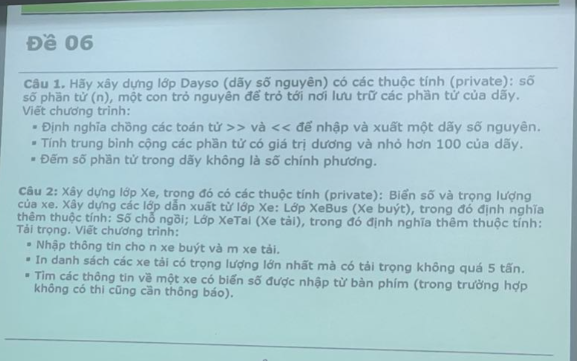 Đề 06
Câu 1. Hãy xây dựng lớp Dayso (dãy số nguyên) có các thuộc tính (private): số
số phần tử (n), một con trỏ nguyên để trỏ tới nơi lưu trữ các phần tử của dãy.
Viết chương trình:
▪ Định nghĩa chồng các toán tử >> và << để nhập và xuất một dãy số nguyên.
▪ Tính trung bình cộng các phần tử có giá trị dương và nhỏ hơn 100 của dãy.
▪ Đếm số phần tử trong dãy không là số chính phương.
Câu 2: Xây dựng lớp Xe, trong đó có các thuộc tính (private): Biển số và trọng lượng
của xe. Xây dựng các lớp dẫn xuất từ lớp Xe: Lớp XeBus (Xe buýt), trong đó định nghĩa
thêm thuộc tính: Số chỗ ngồi; Lớp XeTai (Xe tải), trong đó định nghĩa thêm thuộc tính:
Tải trọng. Viết chương trình:
▪ Nhập thông tin cho n xe buýt và m xe tải.
▪ In danh sách các xe tải có trọng lượng lớn nhất mà có tải trọng không quá 5 tấn.
▪ Tìm các thông tin về một xe có biển số được nhập từ bàn phím (trong trường hợp
không có thì cũng cần thông báo).